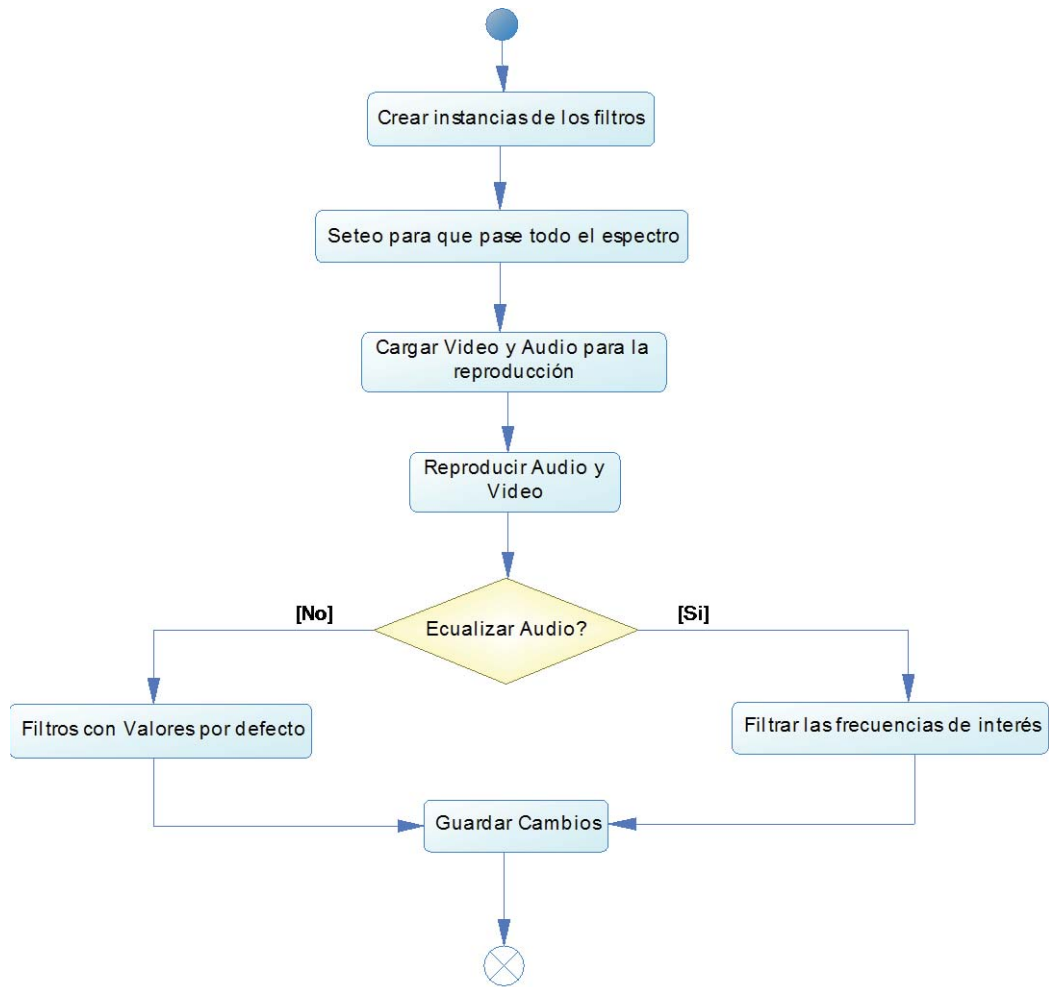 Crear instancias de los filtros
Seteo para que pase todo el espectro
Cargar Video y Audio para la
reproducción
Reproducir Audio y
Video
Ecualizar Audio?
[No]
[Si]
Filtros con Valores por defecto
Filtrar las frecuencias de interés
Guardar Cambios